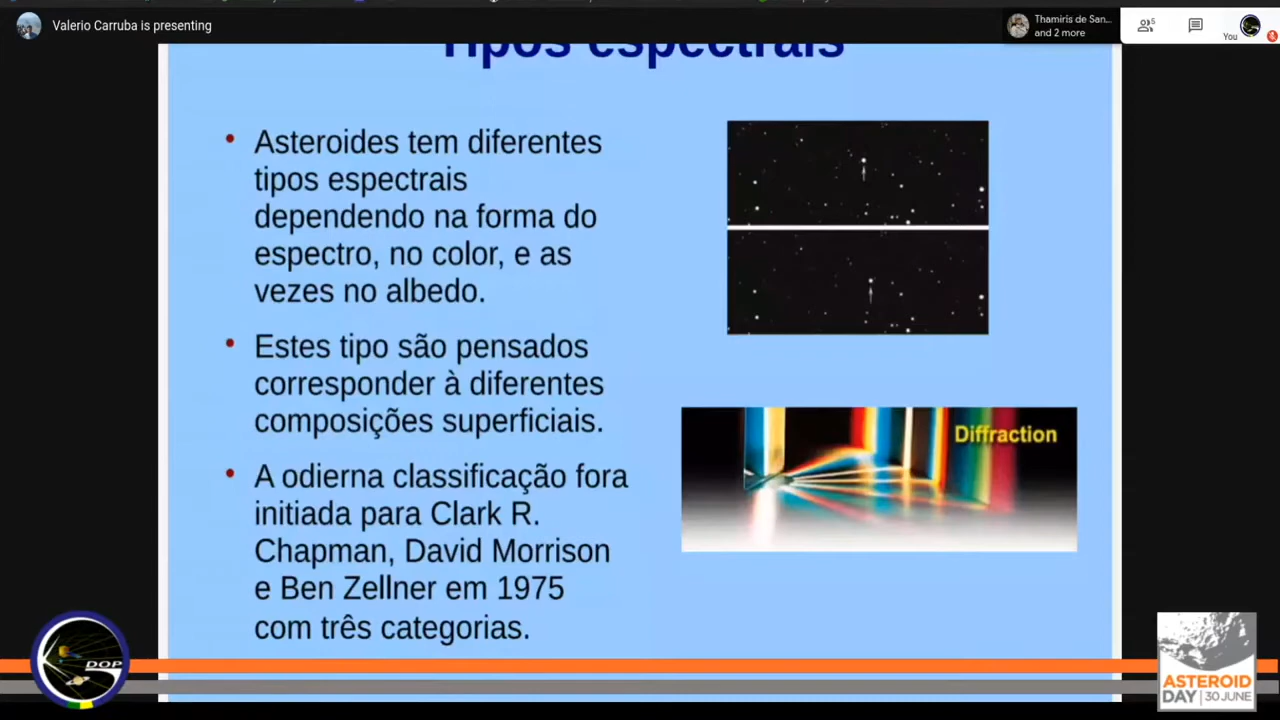 Valerio Carruba is presenting
Thamiris de San...
and 2 more
5
You
Tipos espectrais
• Asteroides tem diferentes
tipos espectrais
dependendo na forma do
espectro, no color, e as
vezes no albedo.
• Estes tipo são pensados
corresponder à diferentes
composições superficiais.
• A odierna classificação fora
initiada para Clark R.
Chapman, David Morrison
e Ben Zellner em 1975
com três categorias.
Diffraction
DOP
ASTEROID
DAY | 30 JUNE